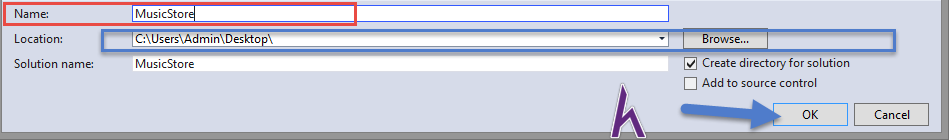 Name: MusicStore
Location: C:\Users\Admin\Desktop\ Browse...
Solution name: MusicStore Create directory for solution
Add to source control
OK Cancel